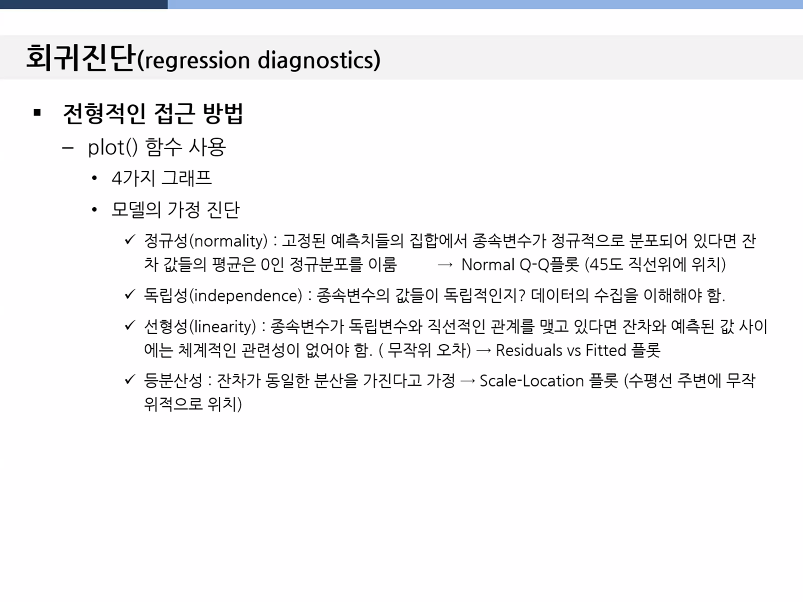 회귀진단(regression diagnostics)
▪ 전형적인 접근 방법
– plot() 함수 사용
• 4가지 그래프
• 모델의 가정 진단
✓ 정규성(normality) : 고정된 예측치들의 집합에서 종속변수가 정규적으로 분포되어 있다면 잔
차 값들의 평균은 0인 정규분포를 이룸 → Normal Q-Q플롯 (45도 직선위에 위치)
✓ 독립성(independence) : 종속변수의 값들이 독립적인지? 데이터의 수집을 이해해야 함.
✓ 선형성(linearity) : 종속변수가 독립변수와 직선적인 관계를 맺고 있다면 잔차와 예측된 값 사이
에는 체계적인 관련성이 없어야 함. ( 무작위 오차) → Residuals vs Fitted 플롯
✓ 등분산성 : 잔차가 동일한 분산을 가진다고 가정 → Scale-Location 플롯 (수평선 주변에 무작
위적으로 위치)